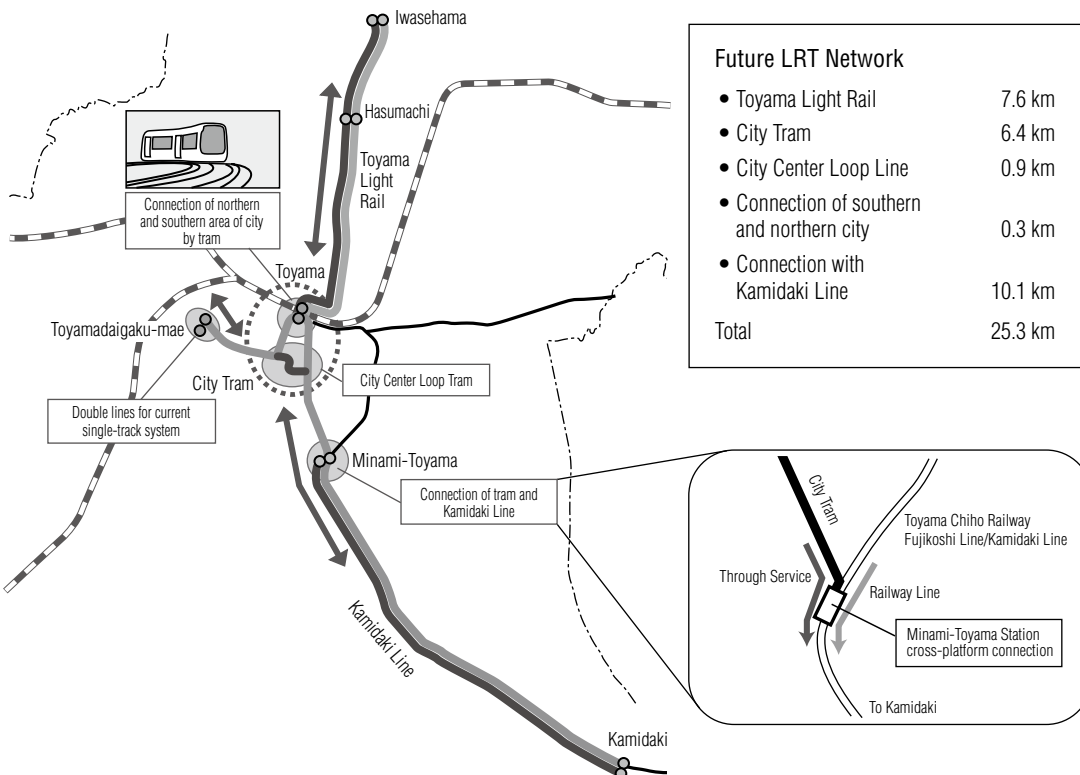 Iwasehama
Hasumachi
Toyama
Light
Rail
Connection of northern
and southern area of city
by tram
Toyama
Toyamadaigaku-mae
City Tram
City Center Loop Tram
Double lines for current
single-track system
Minami-Toyama
Connection of tram and
Kamidaki Line
Kamidaki Line
Kamidaki
Future LRT Network
• Toyama Light Rail 7.6 km
• City Tram 6.4 km
• City Center Loop Line 0.9 km
• Connection of southern
and northern city 0.3 km
• Connection with
Kamidaki Line 10.1 km
Total 25.3 km
City Tram
Toyama Chiho Railway
Fujikoshi Line/Kamidaki Line
Through Service
Railway Line
Minami-Toyama Station
cross-platform connection
To Kamidaki